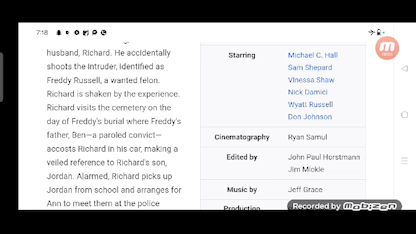 7:18
husband, Richard. He accidentally
shoots the Intruder, identified as
Freddy Russell, a wanted felon.
Richard is shaken by the experience.
Richard visits the cemetery on
the day of Freddy's burial where Freddy's
father, Ben—a paroled convict—
accosts Richard in his car, making a
veiled reference to Richard's son,
Jordan. Alarmed, Richard picks up
Jordan from school and arranges for
Ann to meet them at the police
Starring
Michael C. Hall
Sam Shepard
Vinessa Shaw
Nick Damici
Wyatt Russell
Don Johnson
Cinematography
Ryan Samul
Edited by
John Paul Horstmann
Jim Mickle
Music by
Jeff Grace
Production
Recorded by Mobizen